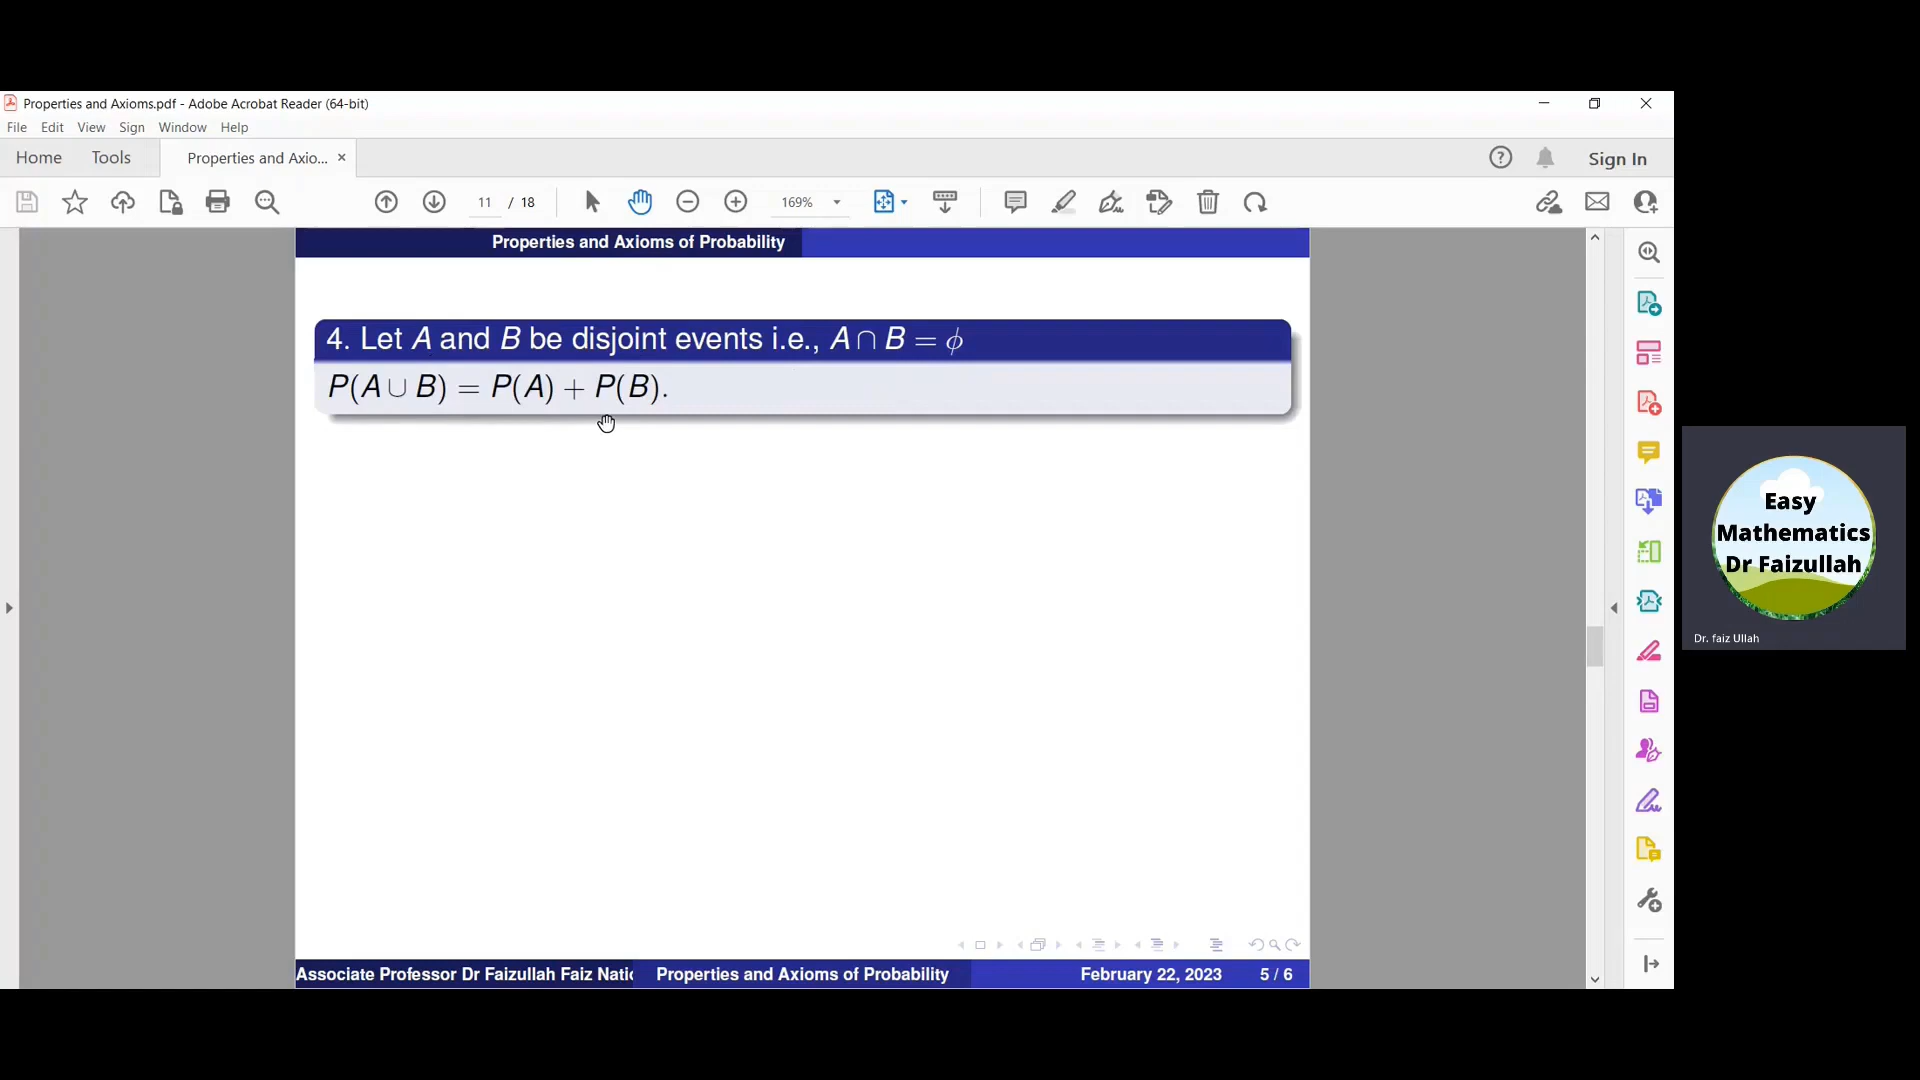 Properties and Axioms.pdf - Adobe Acrobat Reader (64-bit)
File Edit View Sign Window Help
Home Tools Properties and Axio... × Sign In
11 / 18 169%
Properties and Axioms of Probability
4. Let A and B be disjoint events i.e., A ∩ B = ϕ
P(A ∪ B) = P(A) + P(B).
Easy
Mathematics
Dr Faizullah
Dr. faiz Ullah
Associate Professor Dr Faizullah Faiz Natio Properties and Axioms of Probability February 22, 2023 5 / 6